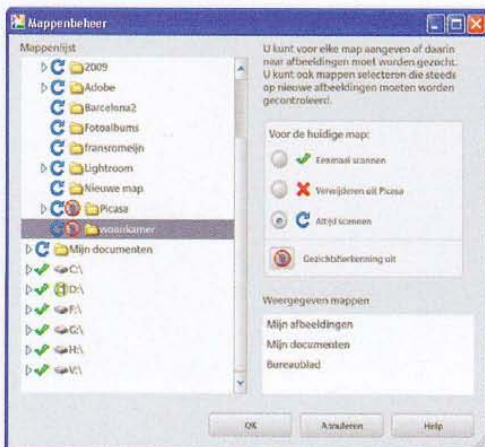 Mappenbeheer
Mappenlijst
2009
Adobe
Barcelona2
Fotoalbums
fransromeijn
Lightroom
Nieuwe map
Picasa
woonkamer
Mijn documenten
C:\
D:\
F:\
G:\
H:\
V:\
U kunt voor elke map aangeven of daarin
naar afbeeldingen moet worden gezocht.
U kunt ook mappen selecteren die steeds
op nieuwe afbeeldingen moeten worden
gecontroleerd.
Voor de huidige map:
Eenmaal scannen
Verwijderen uit Picasa
Altijd scannen
Gezichtsherkenning uit
Weergegeven mappen
Mijn afbeeldingen
Mijn documenten
Bureaublad
OK
Annuleren
Help